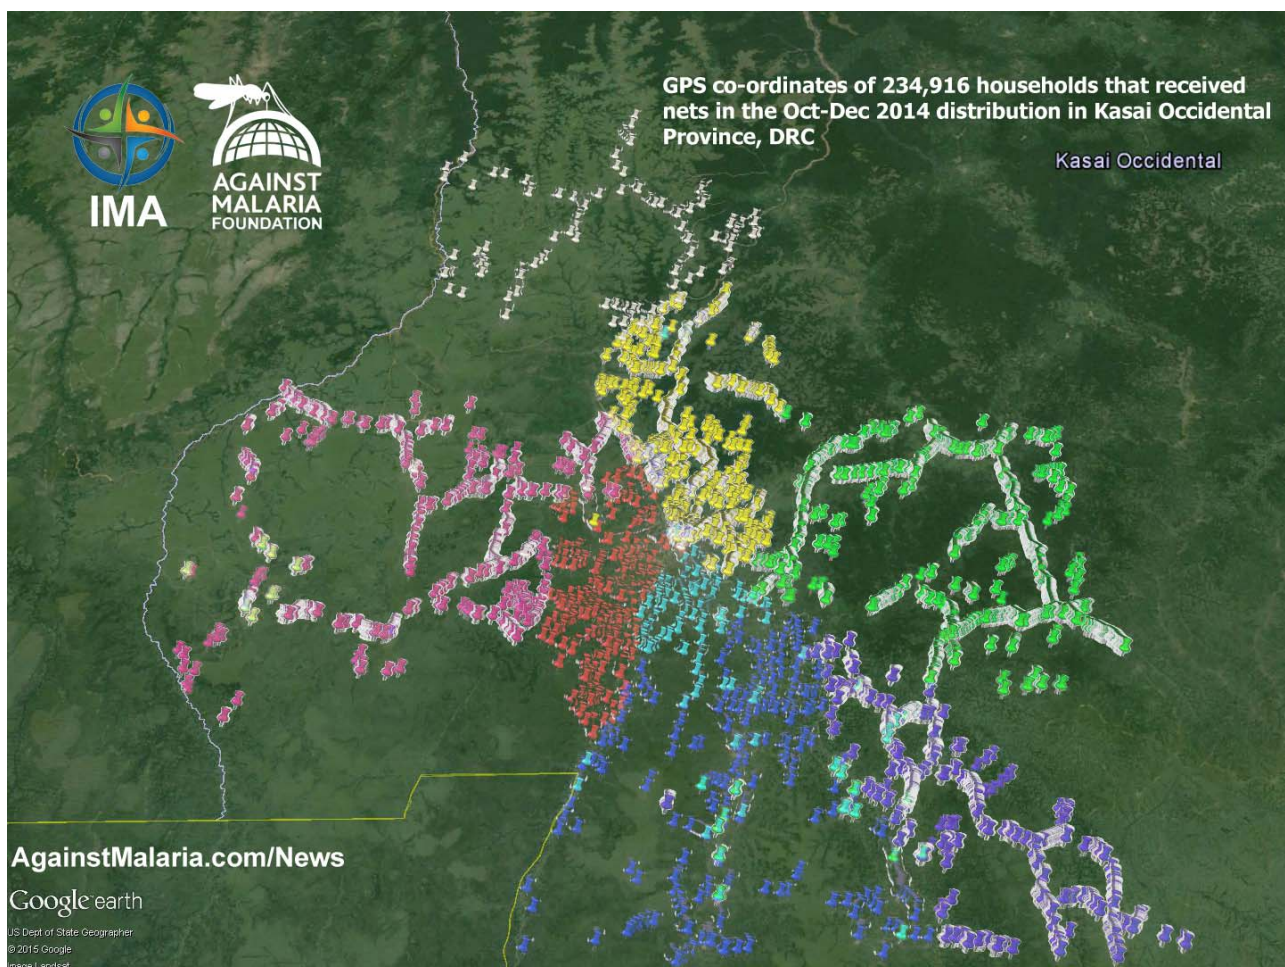 GPS co-ordinates of 234,916 households that received
nets in the Oct-Dec 2014 distribution in Kasai Occidental
Province, DRC
Kasai Occidental
IMA
AGAINST
MALARIA
FOUNDATION
AgainstMalaria.com/News
Google earth
US Dept of State Geographer
© 2015 Google
Image Landsat